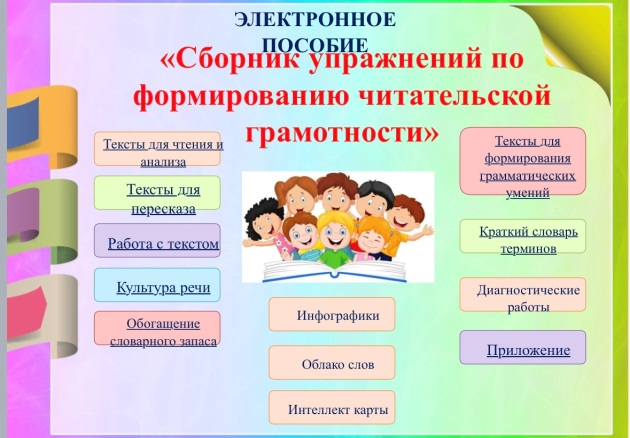 ЭЛЕКТРОННОЕ
ПОСОБИЕ
«Сборник упражнений по
формированию читательской
грамотности»
Тексты для чтения и
анализа
Тексты для
пересказа
Работа с текстом
Культура речи
Обогащение
словарного запаса
Инфографики
Облако слов
Интеллект карты
Тексты для
формирования
грамматических
умений
Краткий словарь
терминов
Диагностические
работы
Приложение